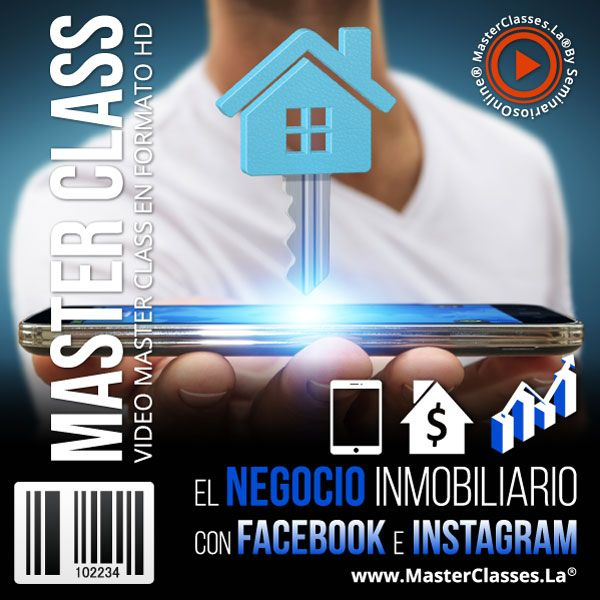 MASTER CLASS
VIDEO MASTER CLASS EN FORMATO HD
MasterClasses.La® By SeminariosOnline®
$
EL NEGOCIO INMOBILIARIO
CON FACEBOOK E INSTAGRAM
102234
www.MasterClasses.La®